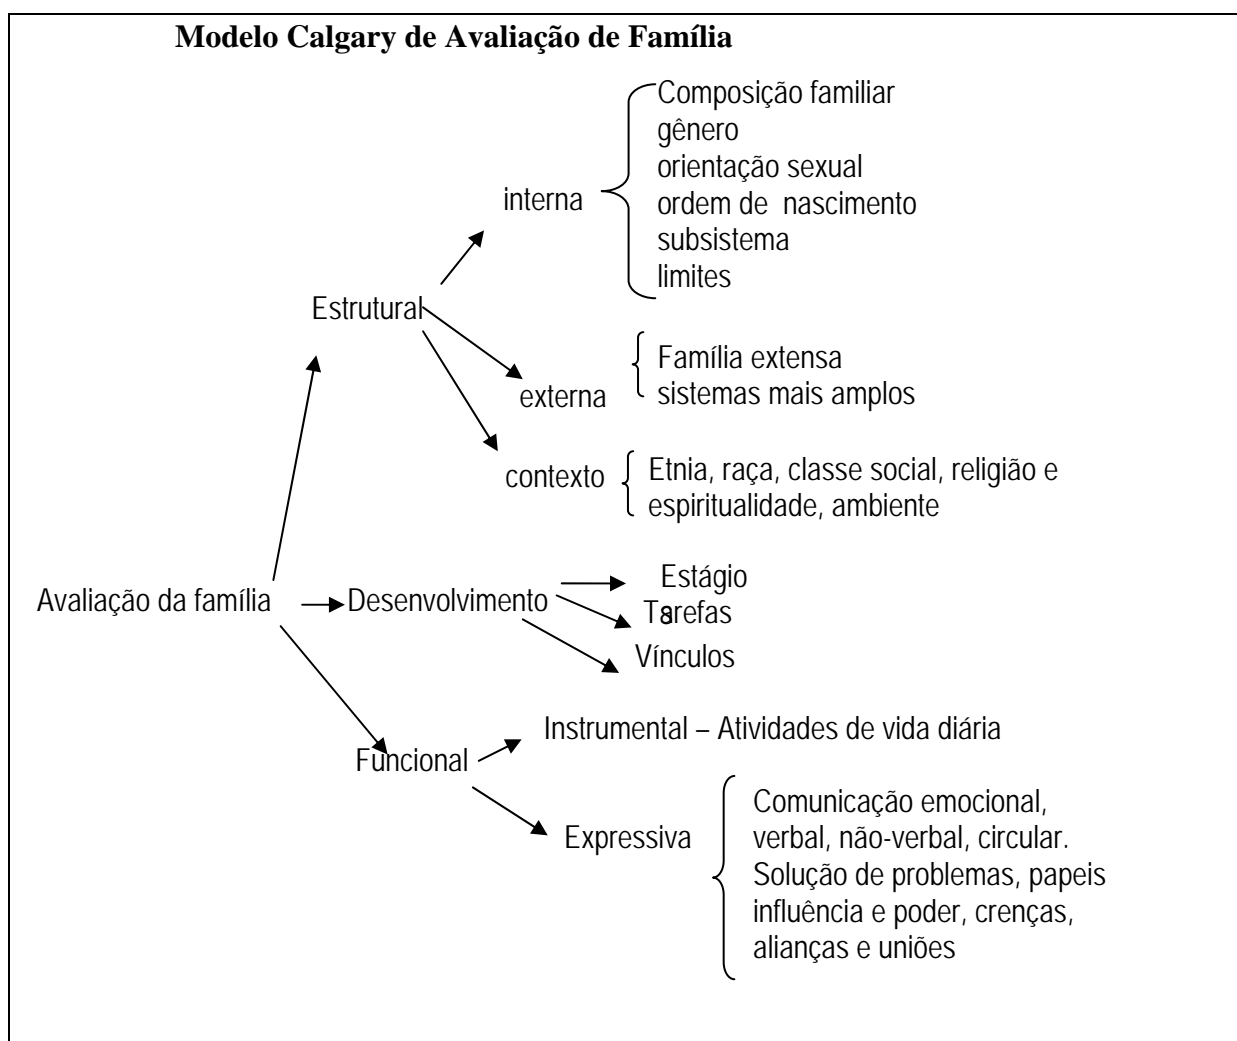 Modelo Calgary de Avaliação de Família
Composição familiar
gênero
orientação sexual
interna
ordem de nascimento
subsistema
limites
Estrutural
Família extensa
externa
sistemas mais amplos
contexto
Etnia, raça, classe social, religião e
espiritualidade, ambiente
Avaliação da família
Desenvolvimento
Estágios
Tarefas
Vínculos
Instrumental – Atividades de vida diária
Funcional
Expressiva
Comunicação emocional,
verbal, não-verbal, circular.
Solução de problemas, papeis
influência e poder, crenças,
alianças e uniões